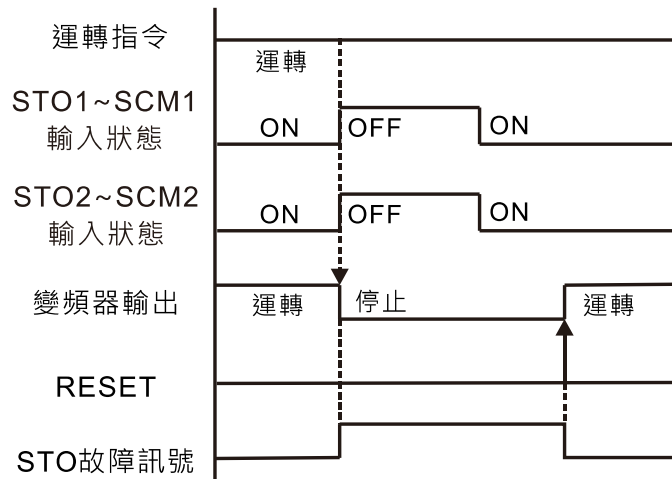 運轉指令
運轉
STO1~SCM1
輸入狀態
ON
OFF
ON
STO2~SCM2
輸入狀態
ON
OFF
ON
變頻器輸出
運轉
停止
運轉
RESET
STO故障訊號